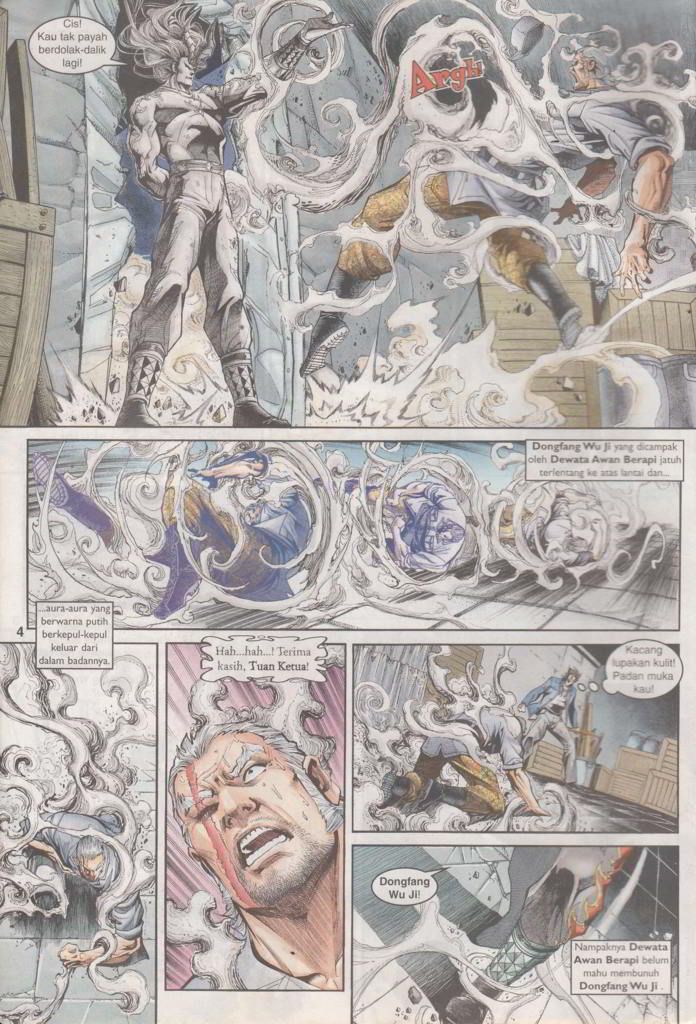 Cis!
Kau tak payah
berdolak-dalik
lagi!
Argh
Dongfang Wu Ji yang dicampak
oleh Dewata Awan Berapi jatuh
terlentang ke atas lantai dan...
...aura-aura yang
berwarna putih
berkepul-kepul
keluar dari
dalam badannya.
4
Hah...hah...! Terima
kasih, Tuan Ketua!
Kacang
lupakan kulit!
Padan muka
kau!
Dongfang
Wu Ji!
Nampaknya Dewata
Awan Berapi belum
mahu membunuh
Dongfang Wu Ji .